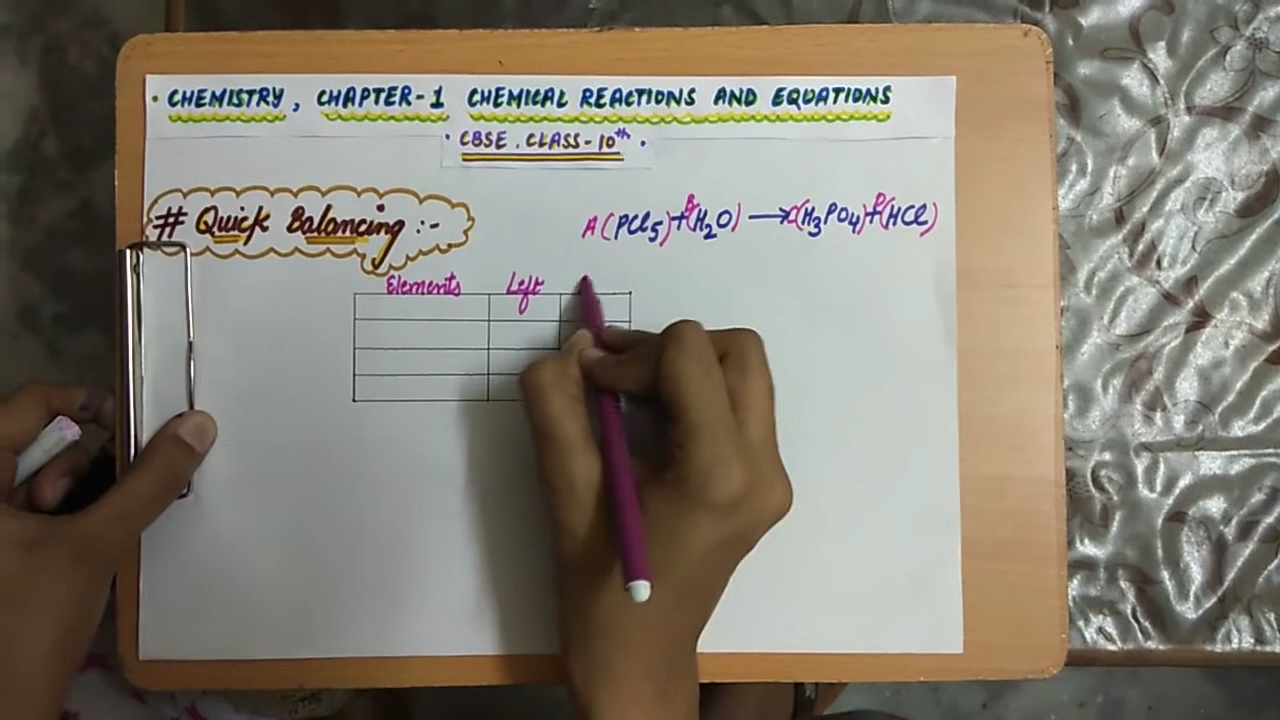 • CHEMISTRY, CHAPTER-1 CHEMICAL REACTIONS AND EQUATIONS
• CBSE. CLASS-10th •
# Quick Balancing :-
A(PCl5)+B(H2O) → C(H3PO4)+D(HCl)
Elements Left